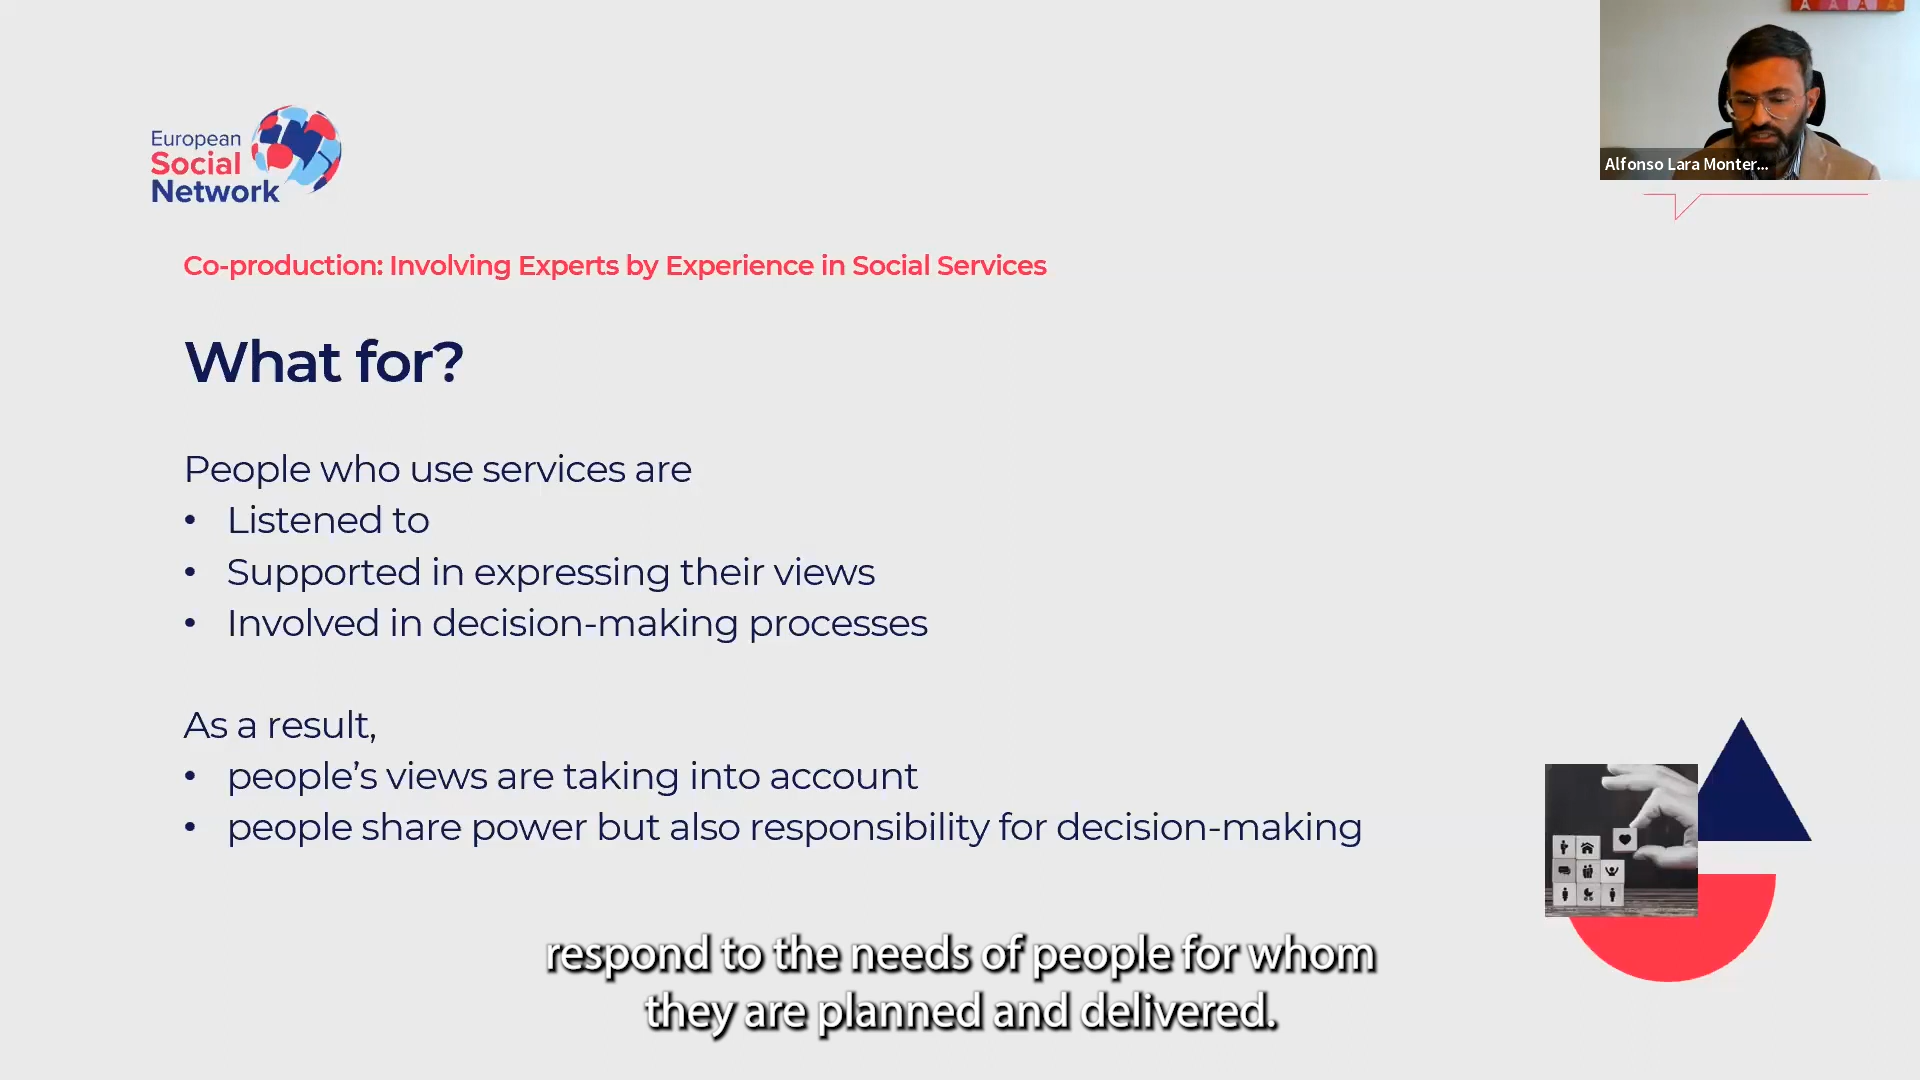 European
Social
Network
Alfonso Lara Monter...
Co-production: Involving Experts by Experience in Social Services
What for?
People who use services are
• Listened to
• Supported in expressing their views
• Involved in decision-making processes
As a result,
• people’s views are taking into account
• people share power but also responsibility for decision-making
respond to the needs of people for whom
they are planned and delivered.